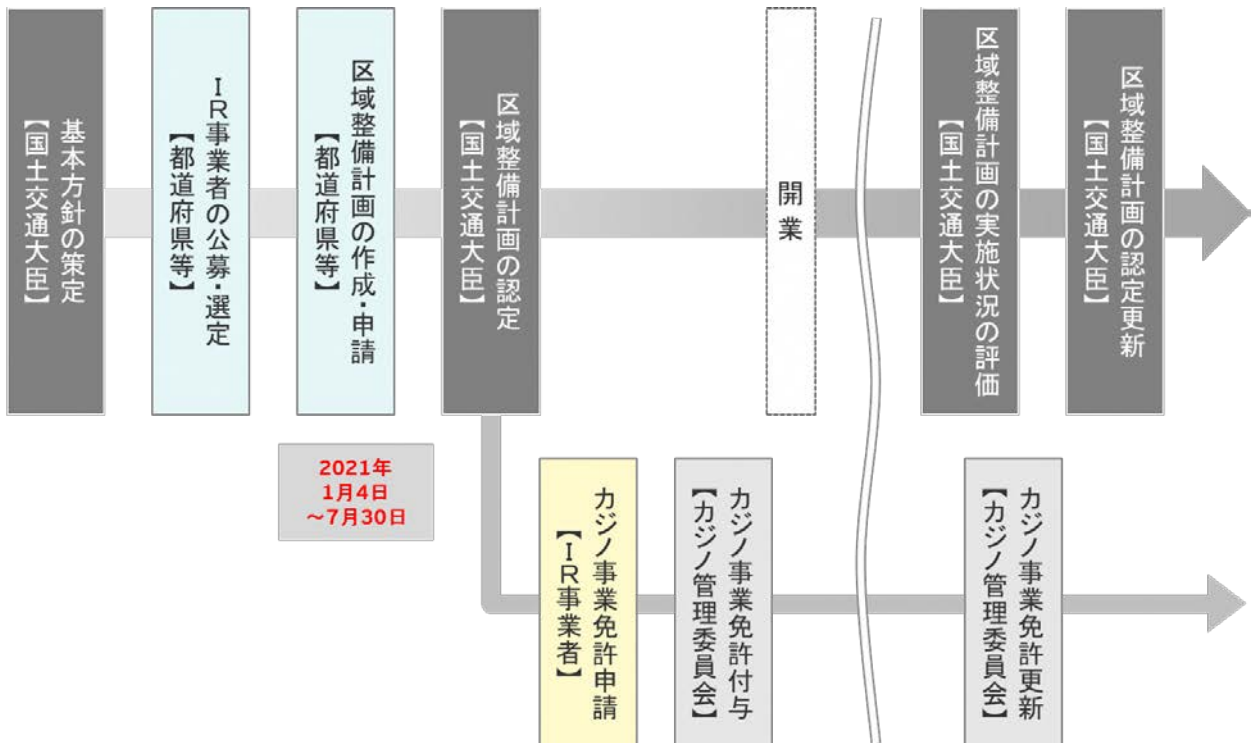 基本方針の策定
【国土交通大臣】
ＩＲ事業者の公募・選定
【都道府県等】
区域整備計画の作成・申請
【都道府県等】
区域整備計画の認定
【国土交通大臣】
開業
区域整備計画の実施状況の評価
【国土交通大臣】
区域整備計画の認定更新
【国土交通大臣】
2021年
1月4日
～7月30日
カジノ事業免許申請
【ＩＲ事業者】
カジノ事業免許付与
【カジノ管理委員会】
カジノ事業免許更新
【カジノ管理委員会】